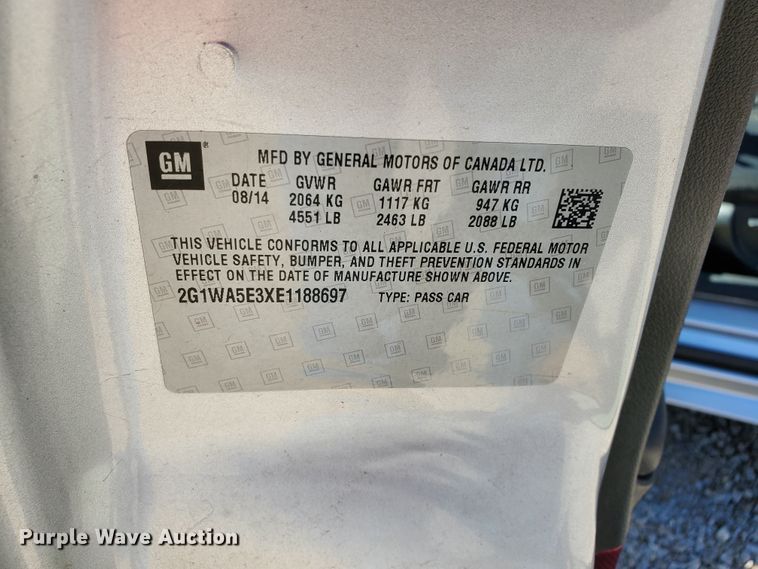 GM ® MFD BY GENERAL MOTORS OF CANADA LTD.
DATE GVWR GAWR FRT GAWR RR
08/14 2064 KG 1117 KG 947 KG
4551 LB 2463 LB 2088 LB
THIS VEHICLE CONFORMS TO ALL APPLICABLE U.S. FEDERAL MOTOR
VEHICLE SAFETY, BUMPER, AND THEFT PREVENTION STANDARDS IN
EFFECT ON THE DATE OF MANUFACTURE SHOWN ABOVE.
2G1WA5E3XE1188697 TYPE: PASS CAR
Purple Wave Auction